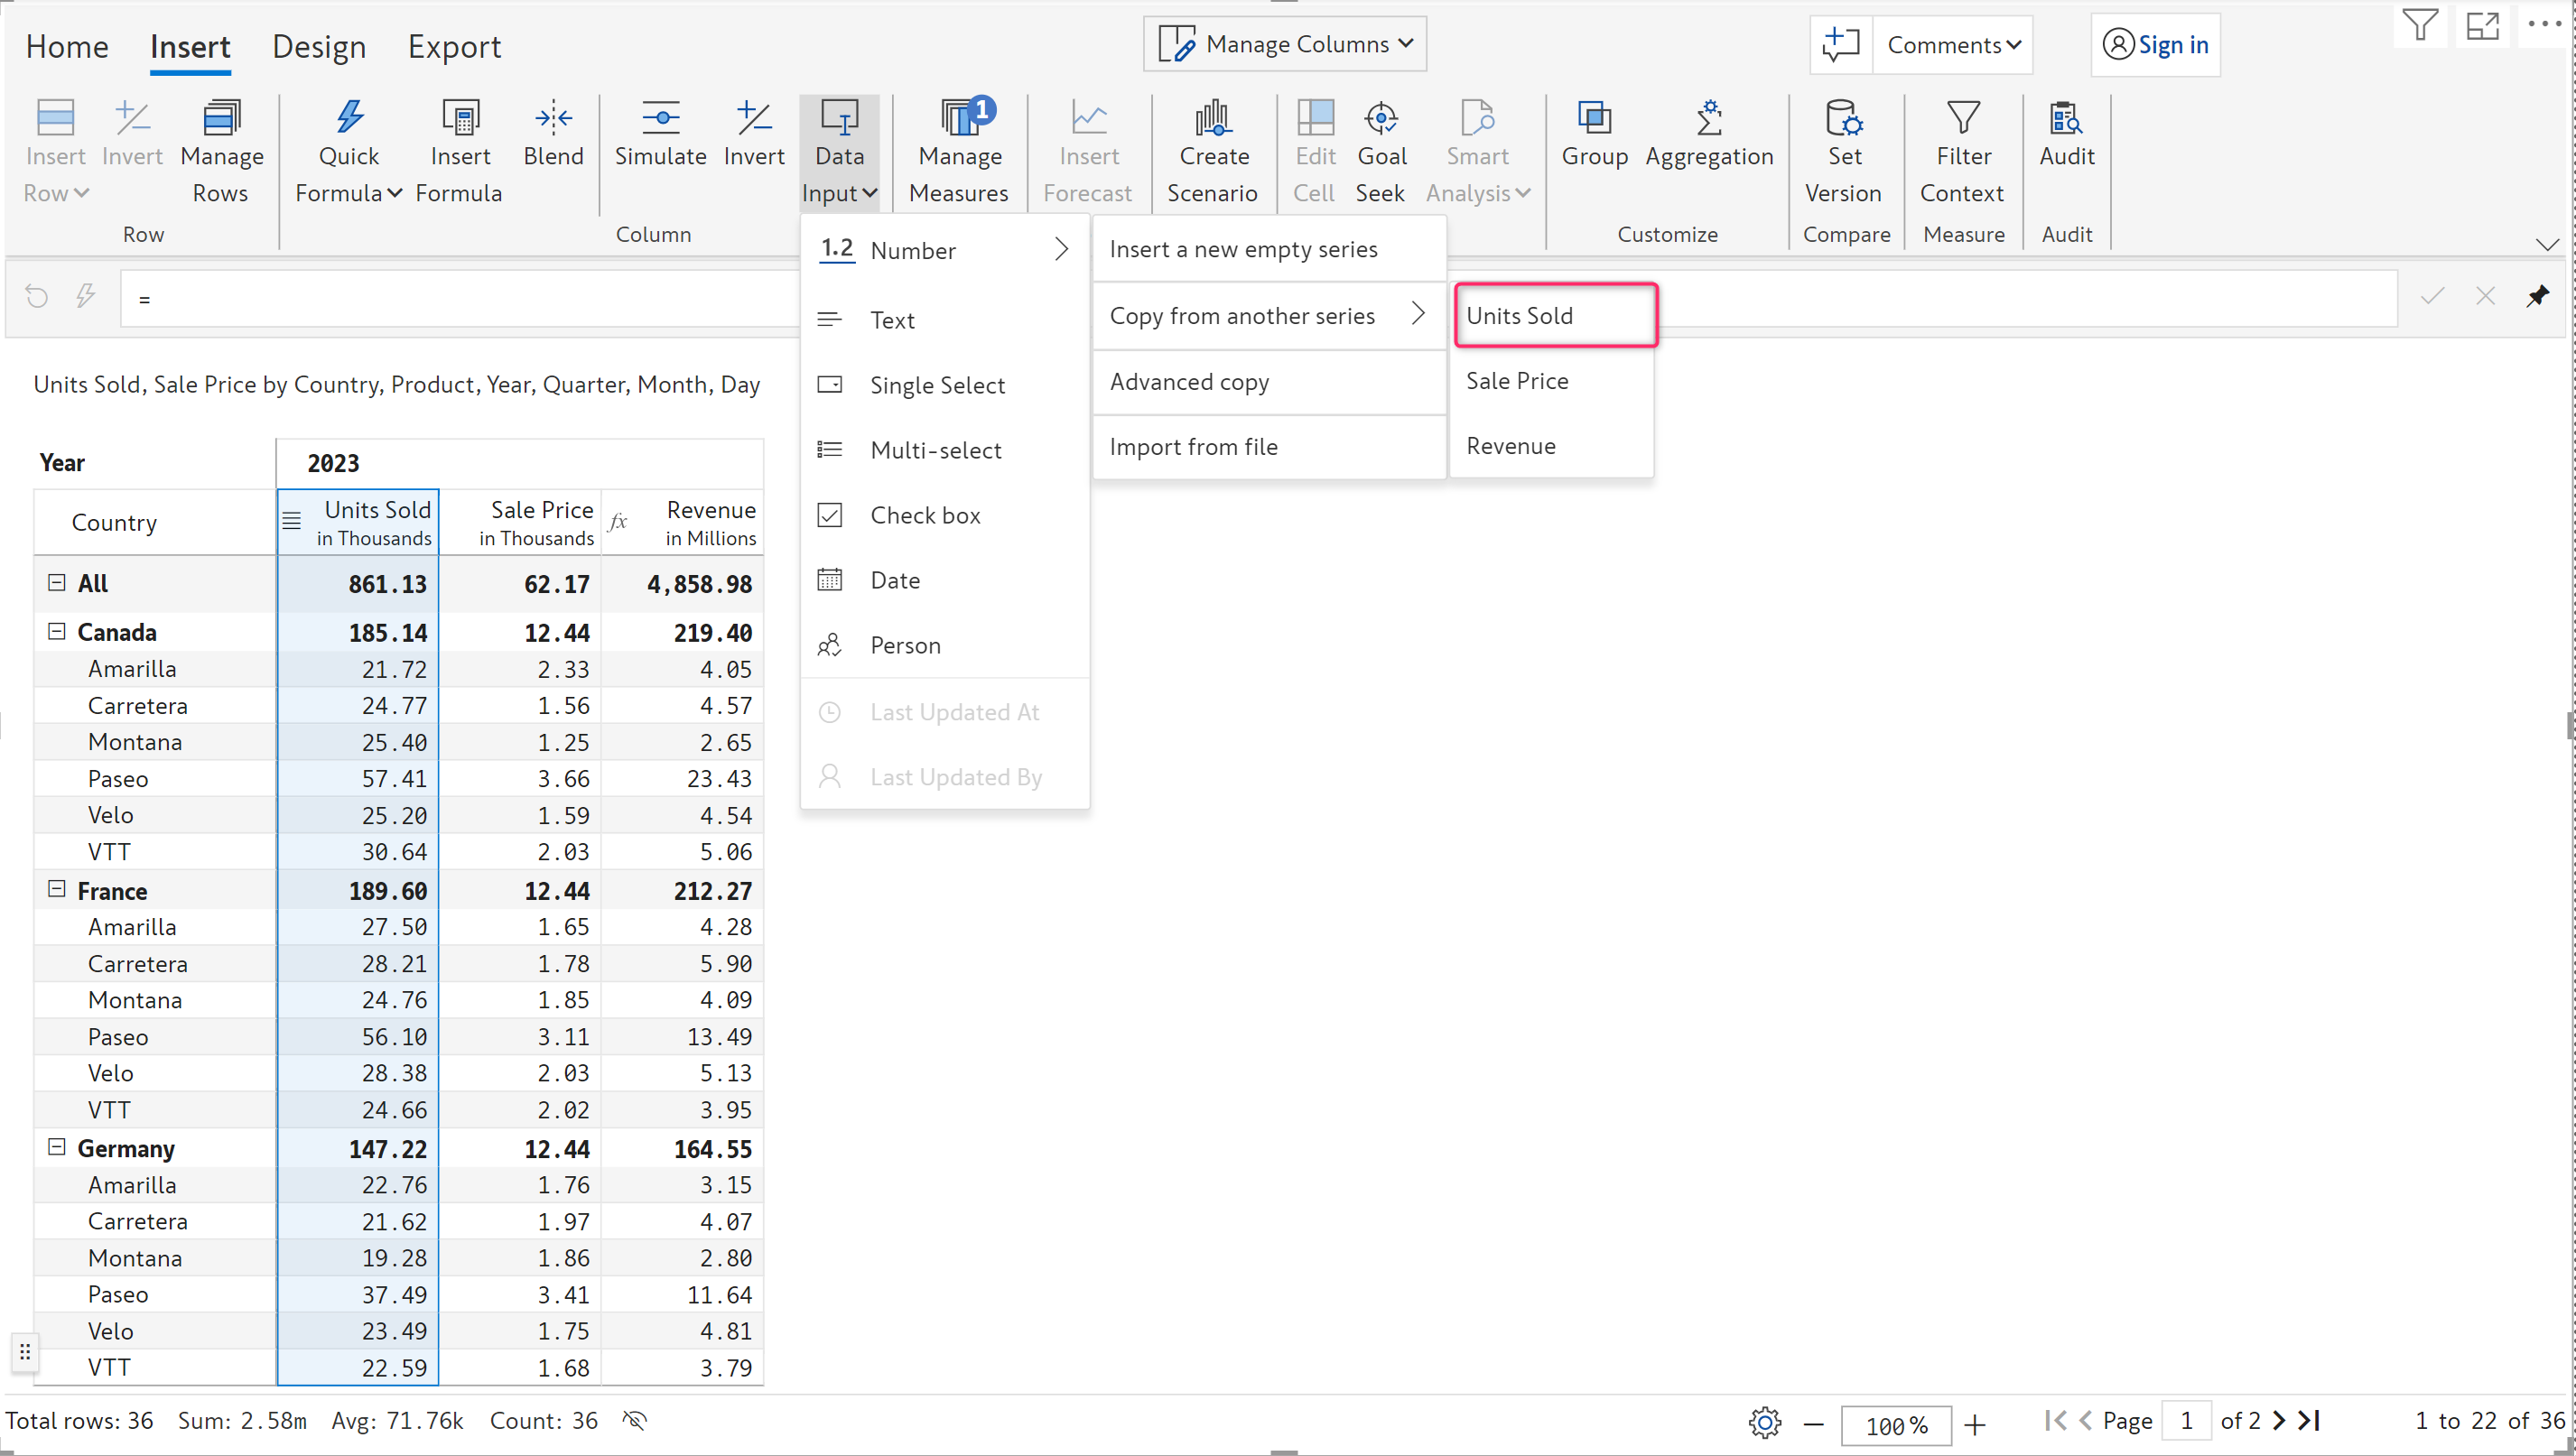 Home Insert Design Export Manage Columns Comments Sign in
Insert Row Invert Manage Rows Quick Formula Insert Formula Blend Simulate Invert Data Input Manage Measures 1 Insert Forecast Create Scenario Edit Cell Goal Seek Smart Analysis Group Aggregation Set Version Filter Context Audit
Row Column Customize Compare Measure Audit
=
1.2 Number
Text
Single Select
Multi-select
Check box
Date
Person
Last Updated At
Last Updated By
Insert a new empty series
Copy from another series
Advanced copy
Import from file
Units Sold
Sale Price
Revenue
Units Sold, Sale Price by Country, Product, Year, Quarter, Month, Day
Year 2023
Country Units Sold in Thousands Sale Price in Thousands fx Revenue in Millions
All 861.13 62.17 4,858.98
Canada 185.14 12.44 219.40
Amarilla 21.72 2.33 4.05
Carretera 24.77 1.56 4.57
Montana 25.40 1.25 2.65
Paseo 57.41 3.66 23.43
Velo 25.20 1.59 4.54
VTT 30.64 2.03 5.06
France 189.60 12.44 212.27
Amarilla 27.50 1.65 4.28
Carretera 28.21 1.78 5.90
Montana 24.76 1.85 4.09
Paseo 56.10 3.11 13.49
Velo 28.38 2.03 5.13
VTT 24.66 2.02 3.95
Germany 147.22 12.44 164.55
Amarilla 22.76 1.76 3.15
Carretera 21.62 1.97 4.07
Montana 19.28 1.86 2.80
Paseo 37.49 3.41 11.64
Velo 23.49 1.75 4.81
VTT 22.59 1.68 3.79
Total rows: 36 Sum: 2.58m Avg: 71.76k Count: 36 100% Page 1 of 2 1 to 22 of 36